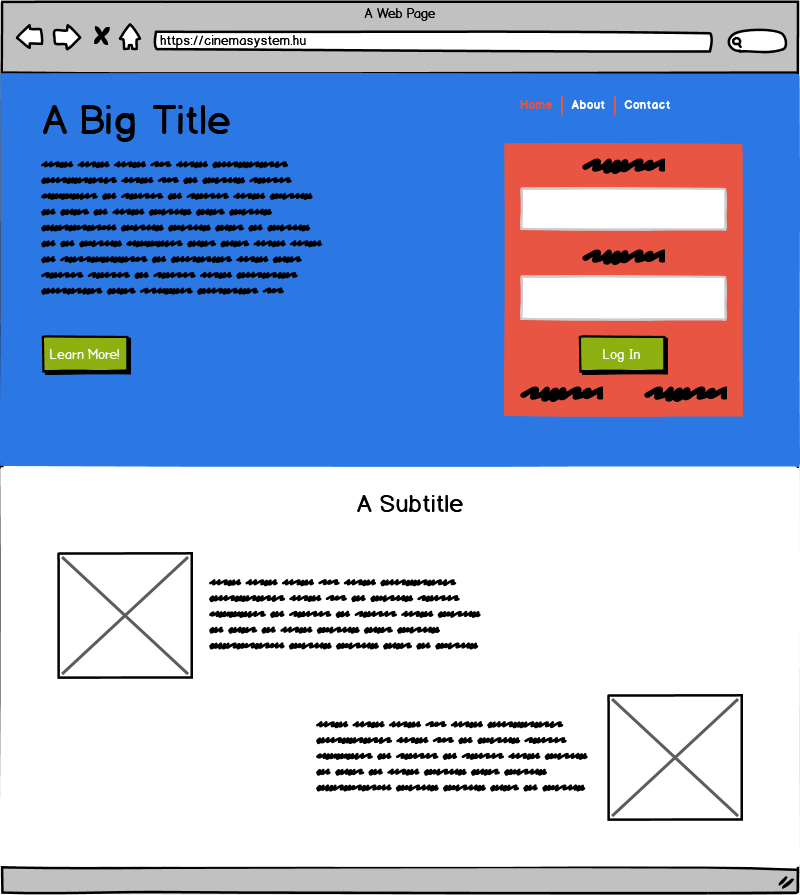 A Web Page
https://cinemasystem.hu
Home
About
Contact
A Big Title
Learn More!
Log In
A Subtitle